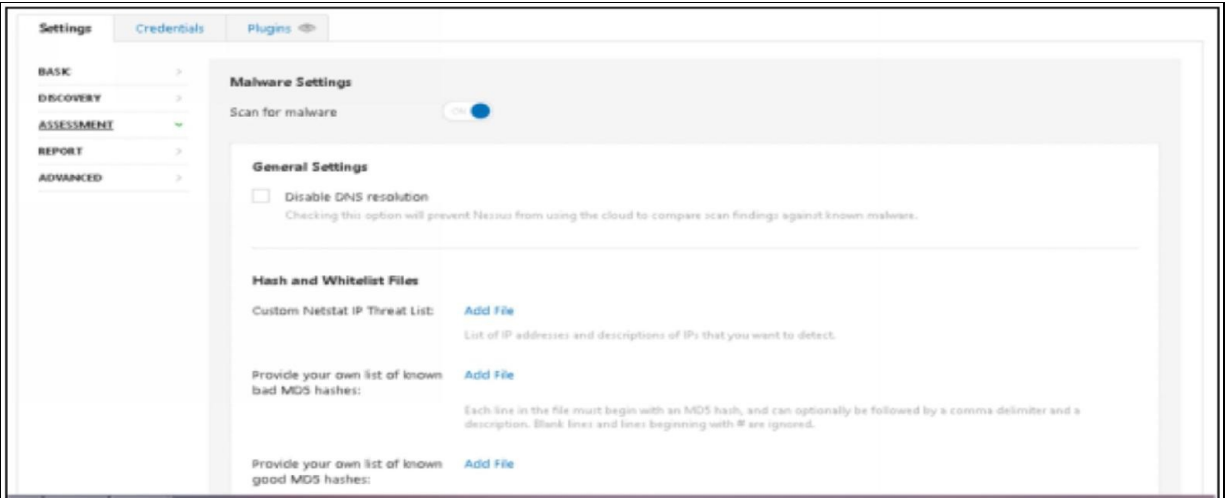 Settings Credentials Plugins
BASIC
DISCOVERY
ASSESSMENT
REPORT
ADVANCED
Malware Settings
Scan for malware ON
General Settings
Disable DNS resolution
Checking this option will prevent Nessus from using the cloud to compare scan findings against known malware.
Hash and Whitelist Files
Custom Netstat IP Threat List: Add File
List of IP addresses and descriptions of IPs that you want to detect.
Provide your own list of known Add File
bad MD5 hashes:
Each line in the file must begin with an MD5 hash, and can optionally be followed by a comma delimiter and a
description. Blank lines and lines beginning with # are ignored.
Provide your own list of known Add File
good MD5 hashes: